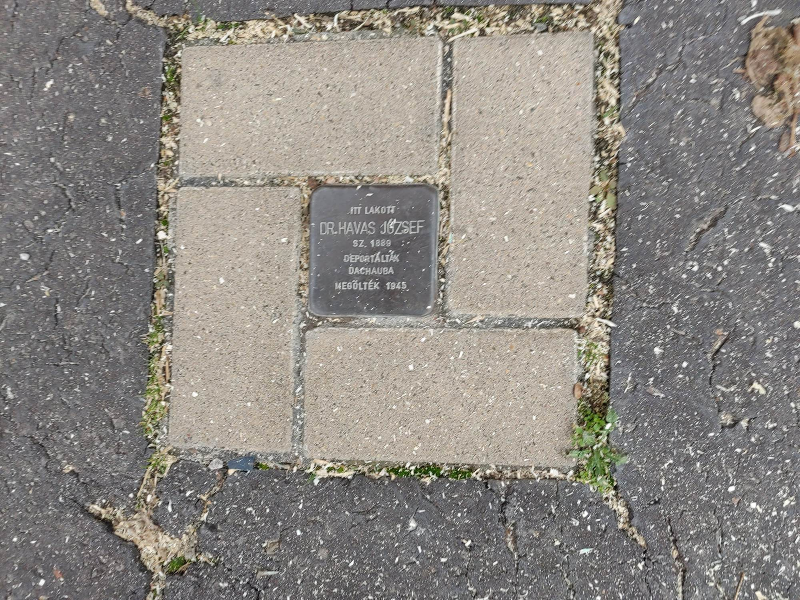 ITT LAKOTT
DR. HAVAS JÓZSEF
SZ. 1889
DEPORTÁLTÁK
DACHAUBA
MEGÖLTÉK 1945